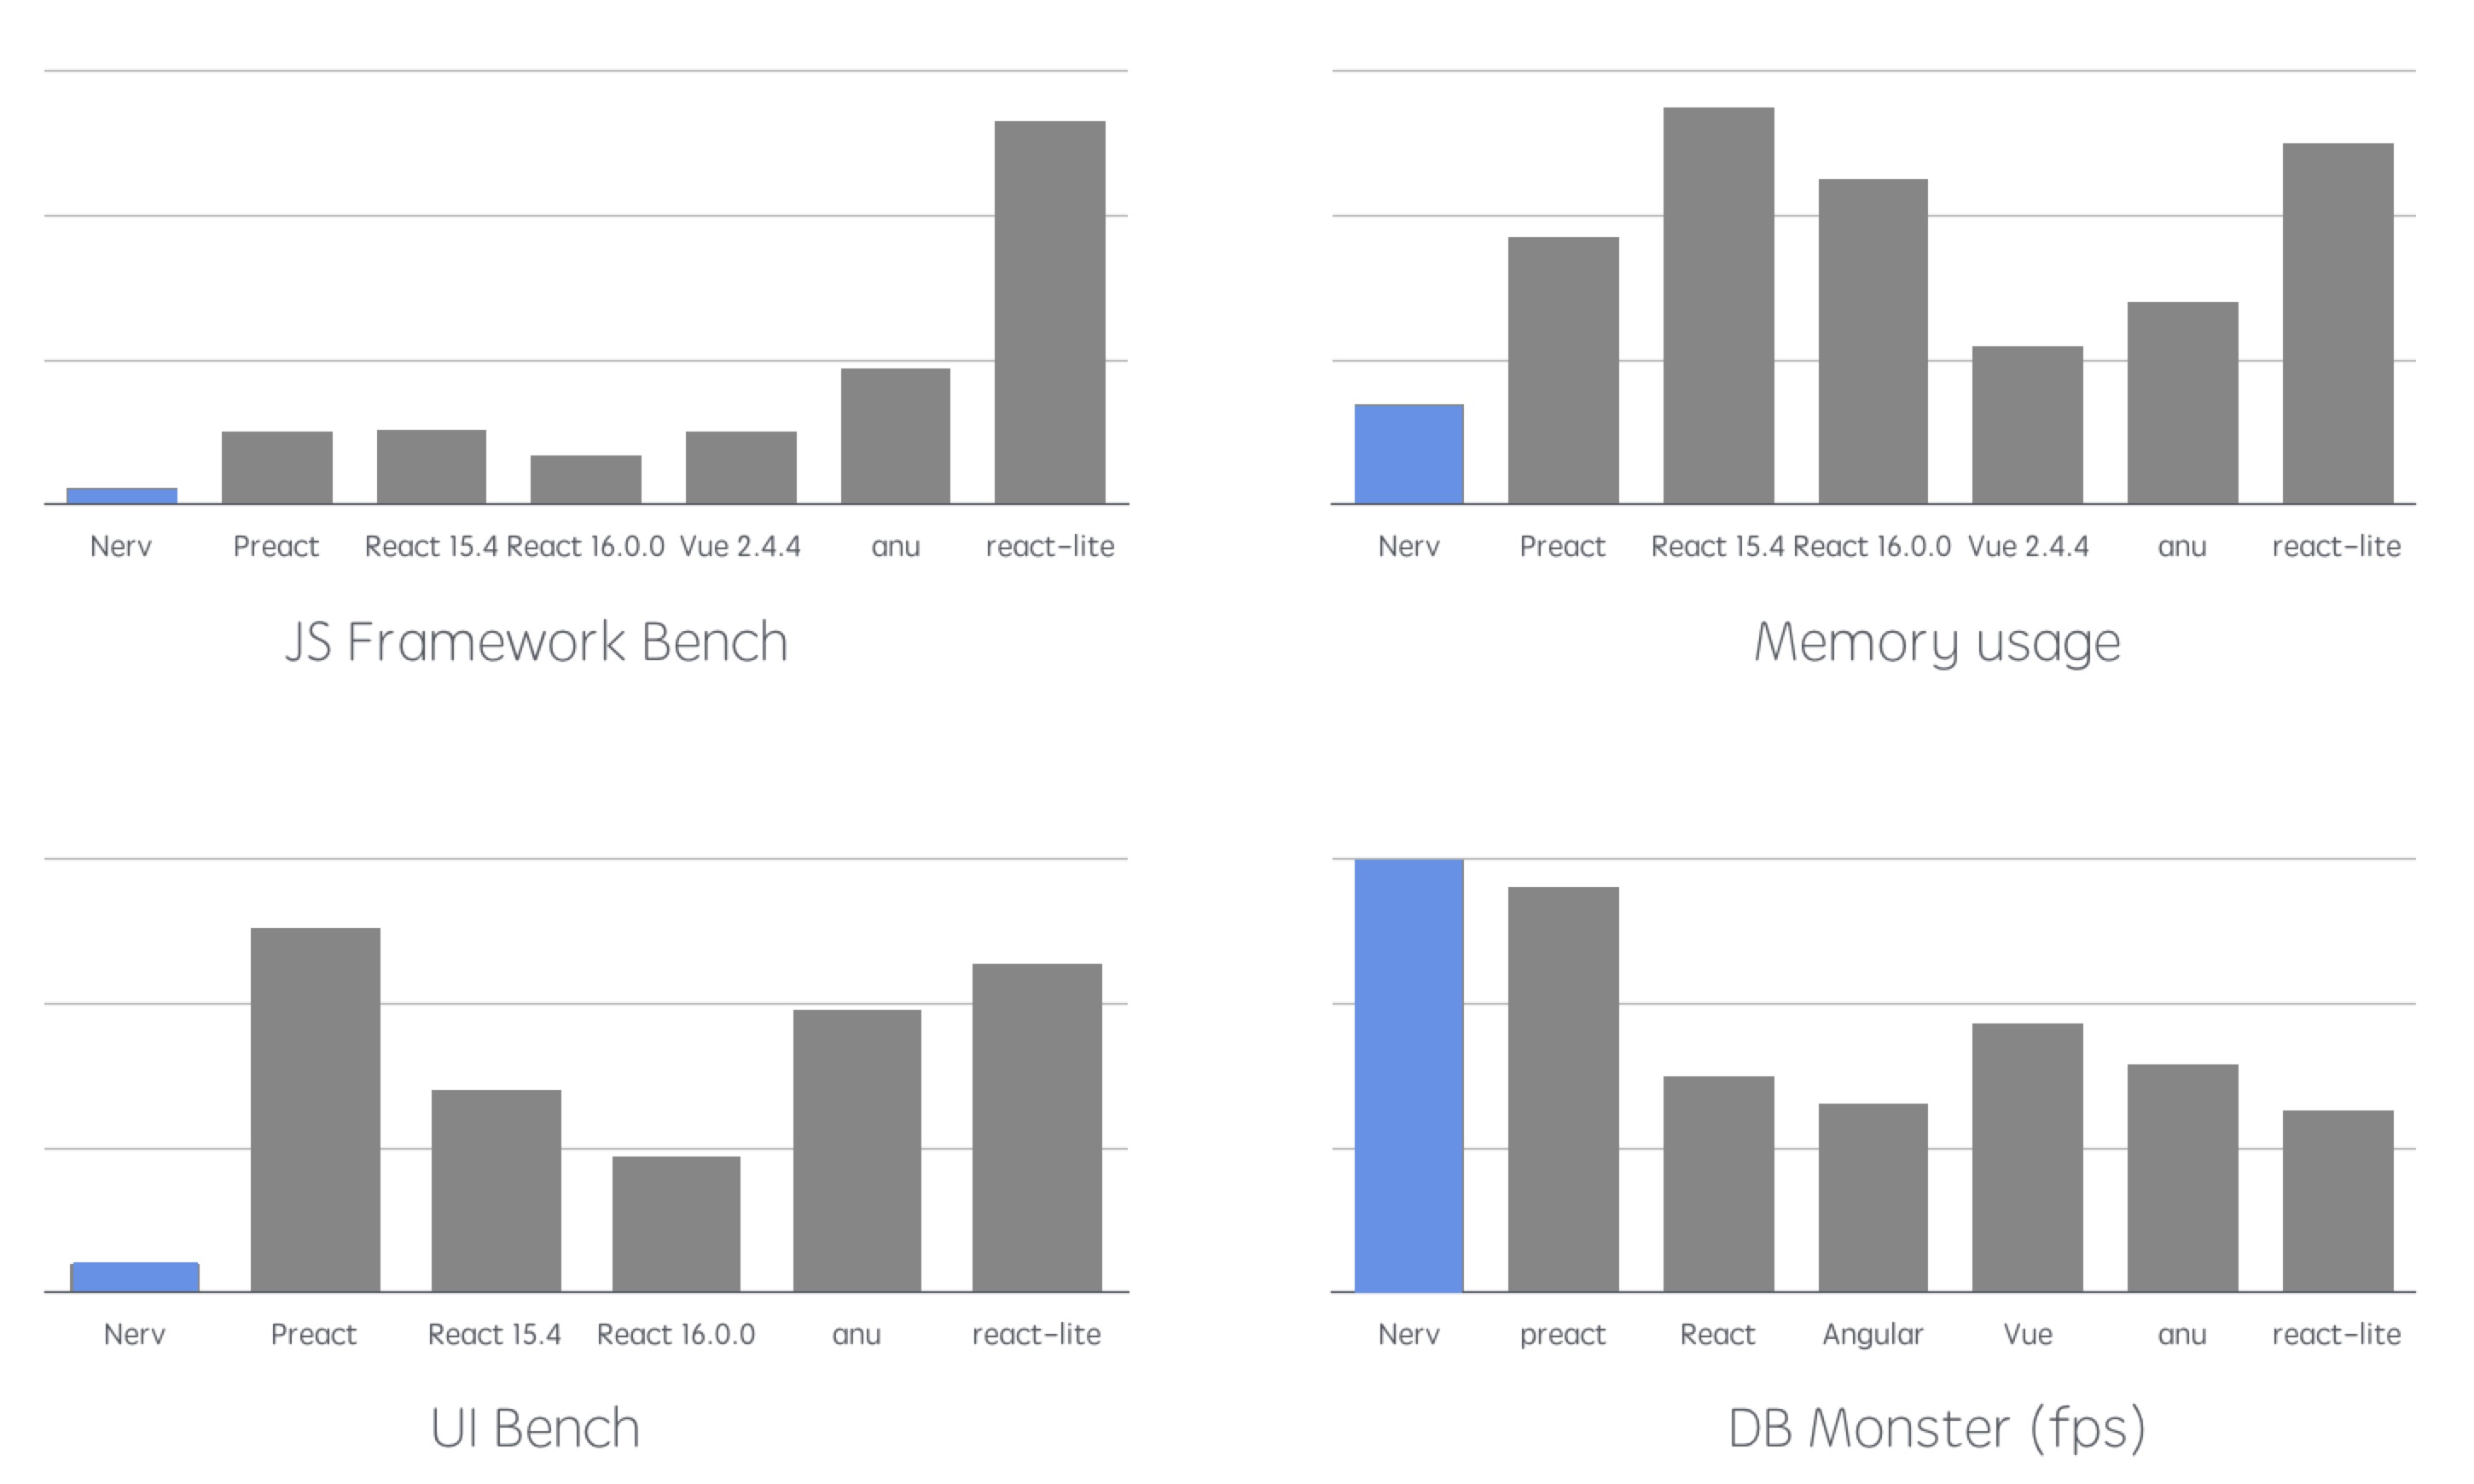 Nerv Preact React 15.4 React 16.0.0 Vue 2.4.4 anu react-lite
JS Framework Bench
Nerv Preact React 15.4 React 16.0.0 Vue 2.4.4 anu react-lite
Memory usage
Nerv Preact React 15.4 React 16.0.0 anu react-lite
UI Bench
Nerv preact React Angular Vue anu react-lite
DB Monster (fps)